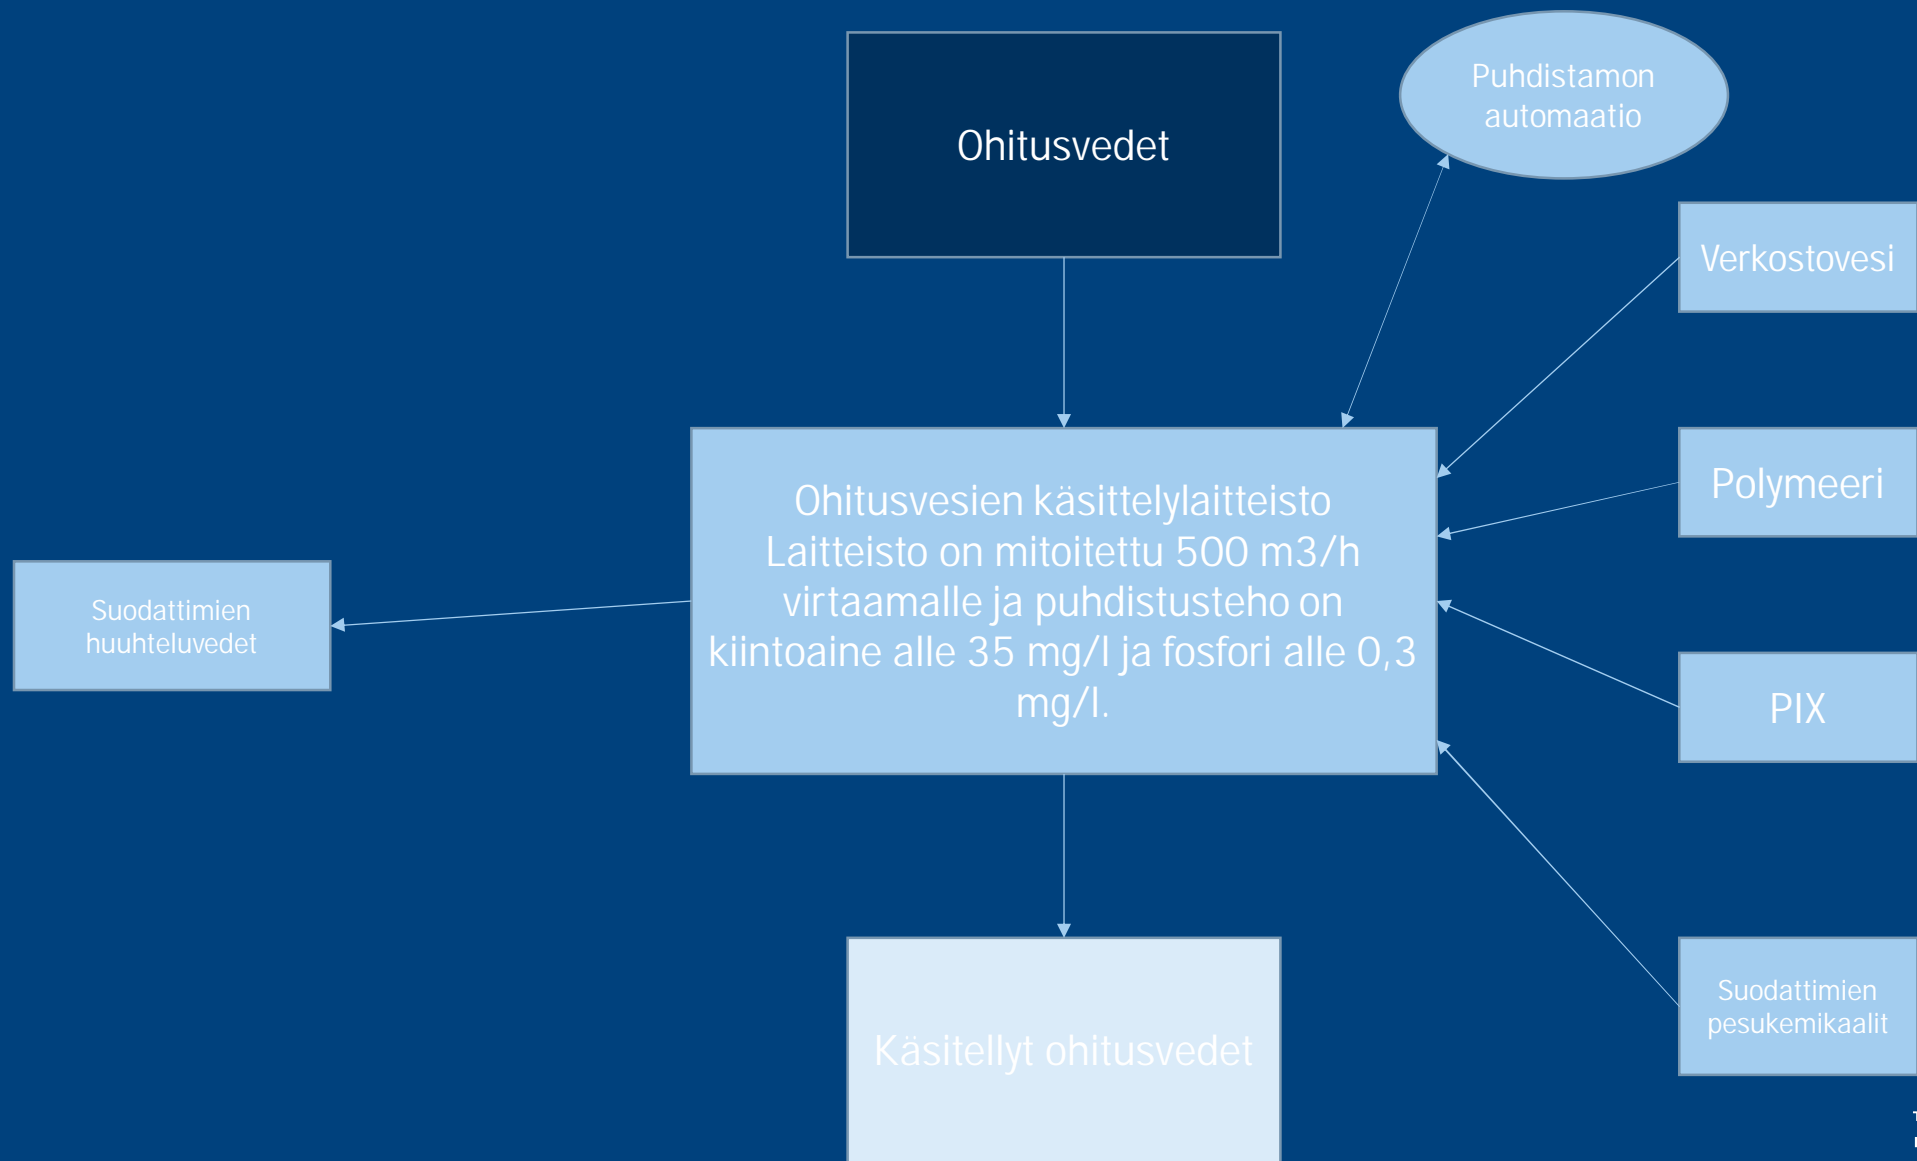 Ohitusvedet
Puhdistamon
automaatio
Verkostovesi
Ohitusvesien käsittelylaitteisto
Laitteisto on mitoitettu 500 m3/h
virtaamalle ja puhdistusteho on
kiintoaine alle 35 mg/l ja fosfori alle 0,3
mg/l.
Polymeeri
Suodattimien
huuhteluvedet
PIX
Käsitellyt ohitusvedet
Suodattimien
pesukemikaalit